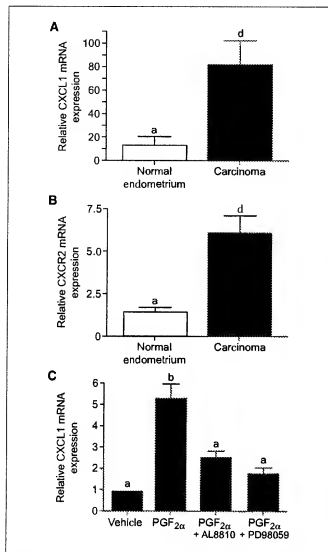 A
Relative CXCL1 mRNA
expression
100
80
60
40
20
10
0
a
d
Normal
endometrium
Carcinoma
B
Relative CXCR2 mRNA
expression
7.5
5.0
2.5
0
a
d
Normal
endometrium
Carcinoma
C
Relative CXCL1 mRNA
expression
6
5
4
3
2
1
0
a
b
a
a
Vehicle
PGF2α
PGF2α
+ AL8810
PGF2α
+ PD98059